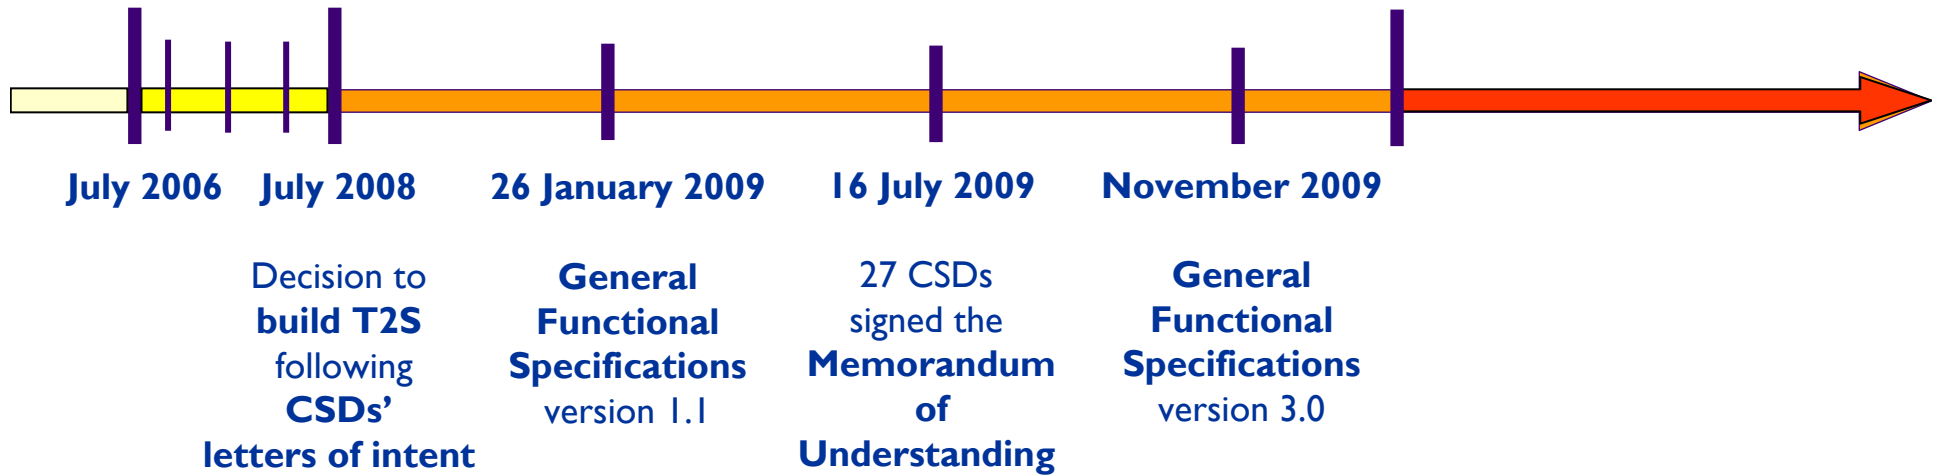 July 2006
July 2008
26 January 2009
16 July 2009
November 2009
Decision to
build T2S
following
CSDs’
letters of intent
General
Functional
Specifications
version 1.1
27 CSDs
signed the
Memorandum
of
Understanding
General
Functional
Specifications
version 3.0